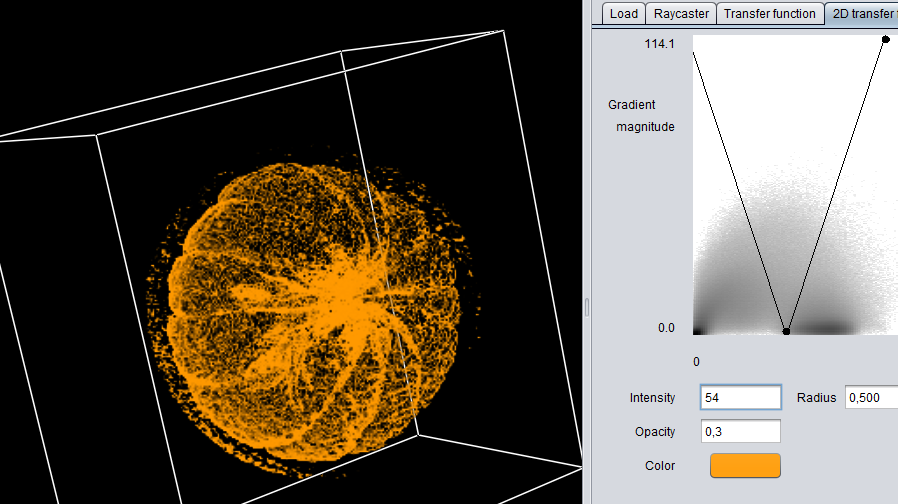 Load Raycaster Transfer function 2D transfer
114.1
Gradient
magnitude
0.0
0
Intensity 54 Radius 0,500
Opacity 0,3
Color